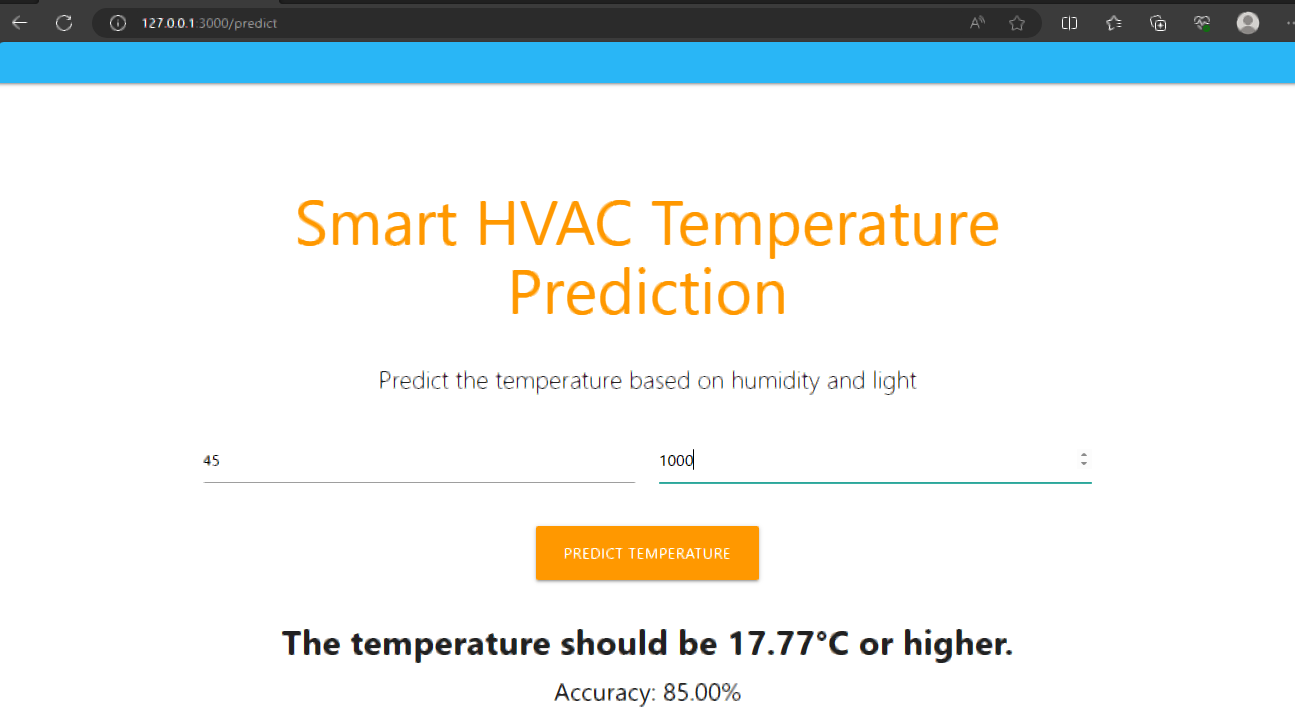 127.0.0.1:3000/predict
Smart HVAC Temperature
Prediction
Predict the temperature based on humidity and light
45
1000
PREDICT TEMPERATURE
The temperature should be 17.77°C or higher.
Accuracy: 85.00%